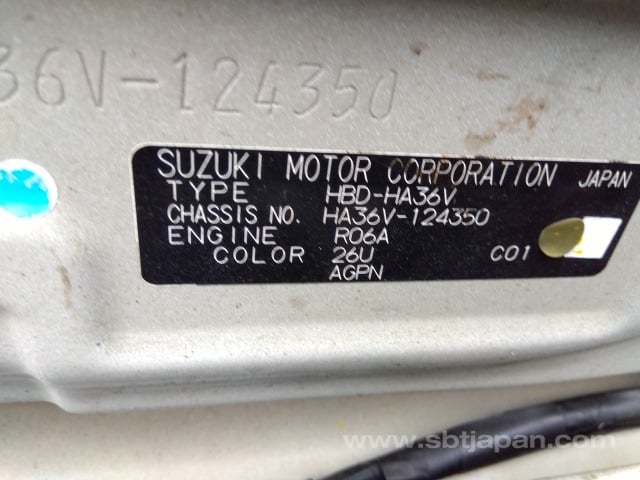 36V-124350
SUZUKI MOTOR CORPORATION JAPAN
TYPE HBD-HA36V
CHASSIS NO. HA36V-124350
ENGINE R06A
COLOR 26U C01
AGPN
www.sbtjapan.com